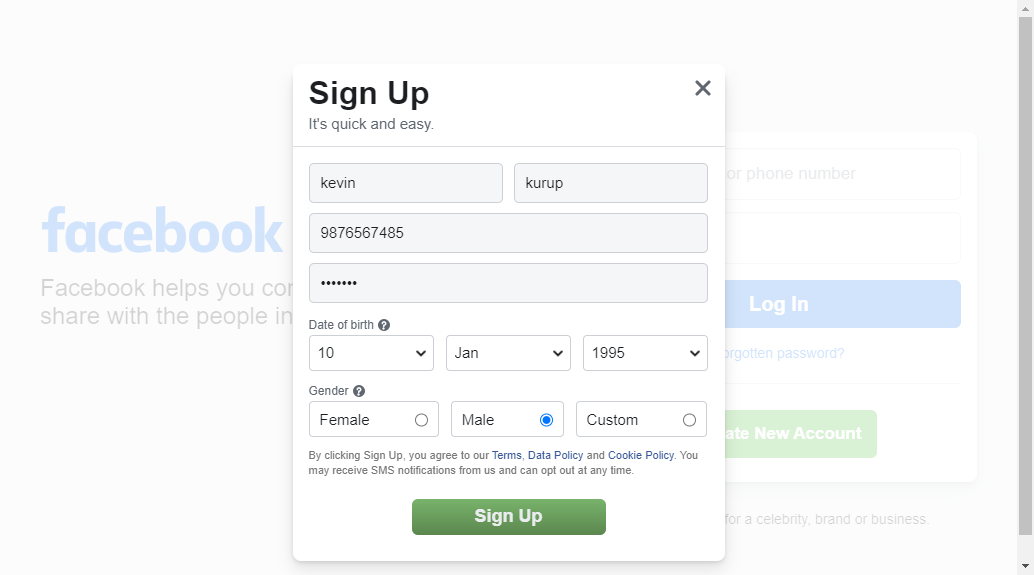 Sign Up
It's quick and easy.
kevin kurup
9876567485
•••••••
facebook
Facebook helps you con
share with the people in
Date of birth
10 Jan 1995
Gender
Female Male Custom
By clicking Sign Up, you agree to our Terms, Data Policy and Cookie Policy. You
may receive SMS notifications from us and can opt out at any time.
Sign Up
or phone number
Log In
orgotten password?
ate New Account
for a celebrity, brand or business.